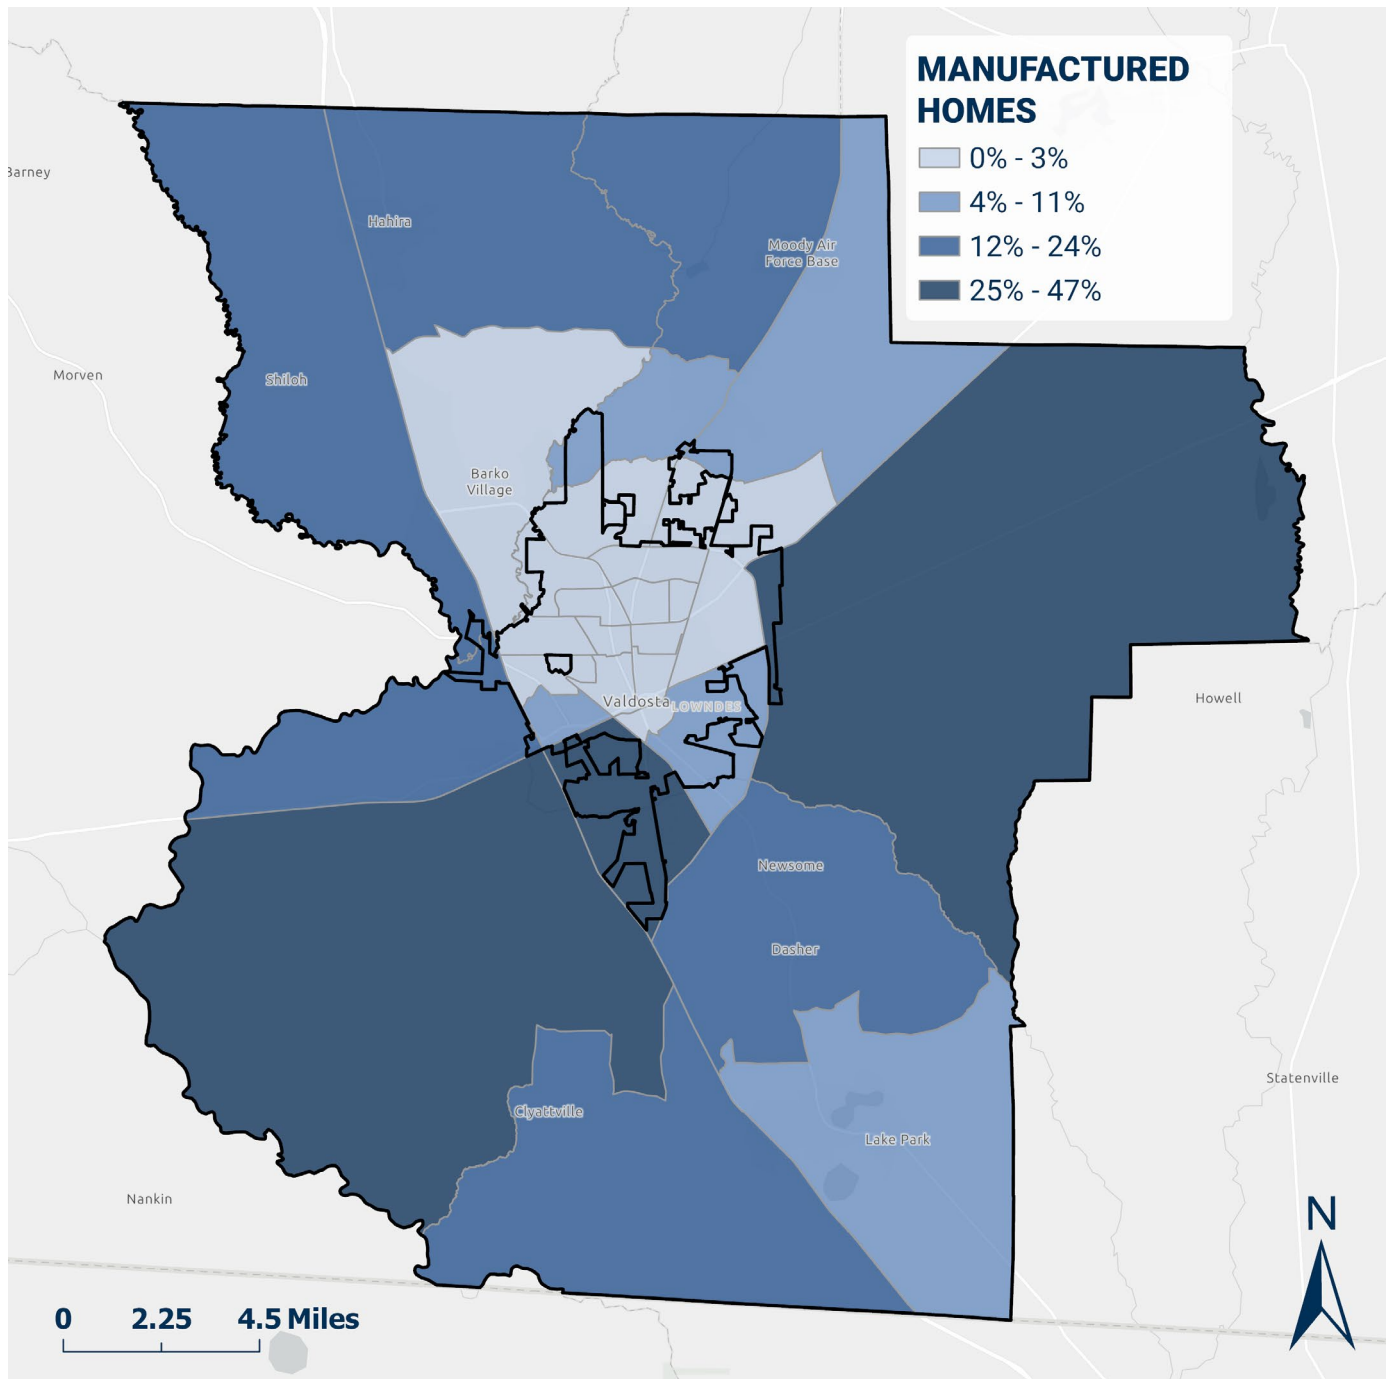 MANUFACTURED
HOMES
0% - 3%
4% - 11%
12% - 24%
25% - 47%
Barney
Hahira
Moody Air
Force Base
Morven
Shiloh
Barko
Village
Valdosta
LOWNDES
Howell
Newsome
Dasher
Statenville
Clyattville
Lake Park
Nankin
N
0 2.25 4.5 Miles